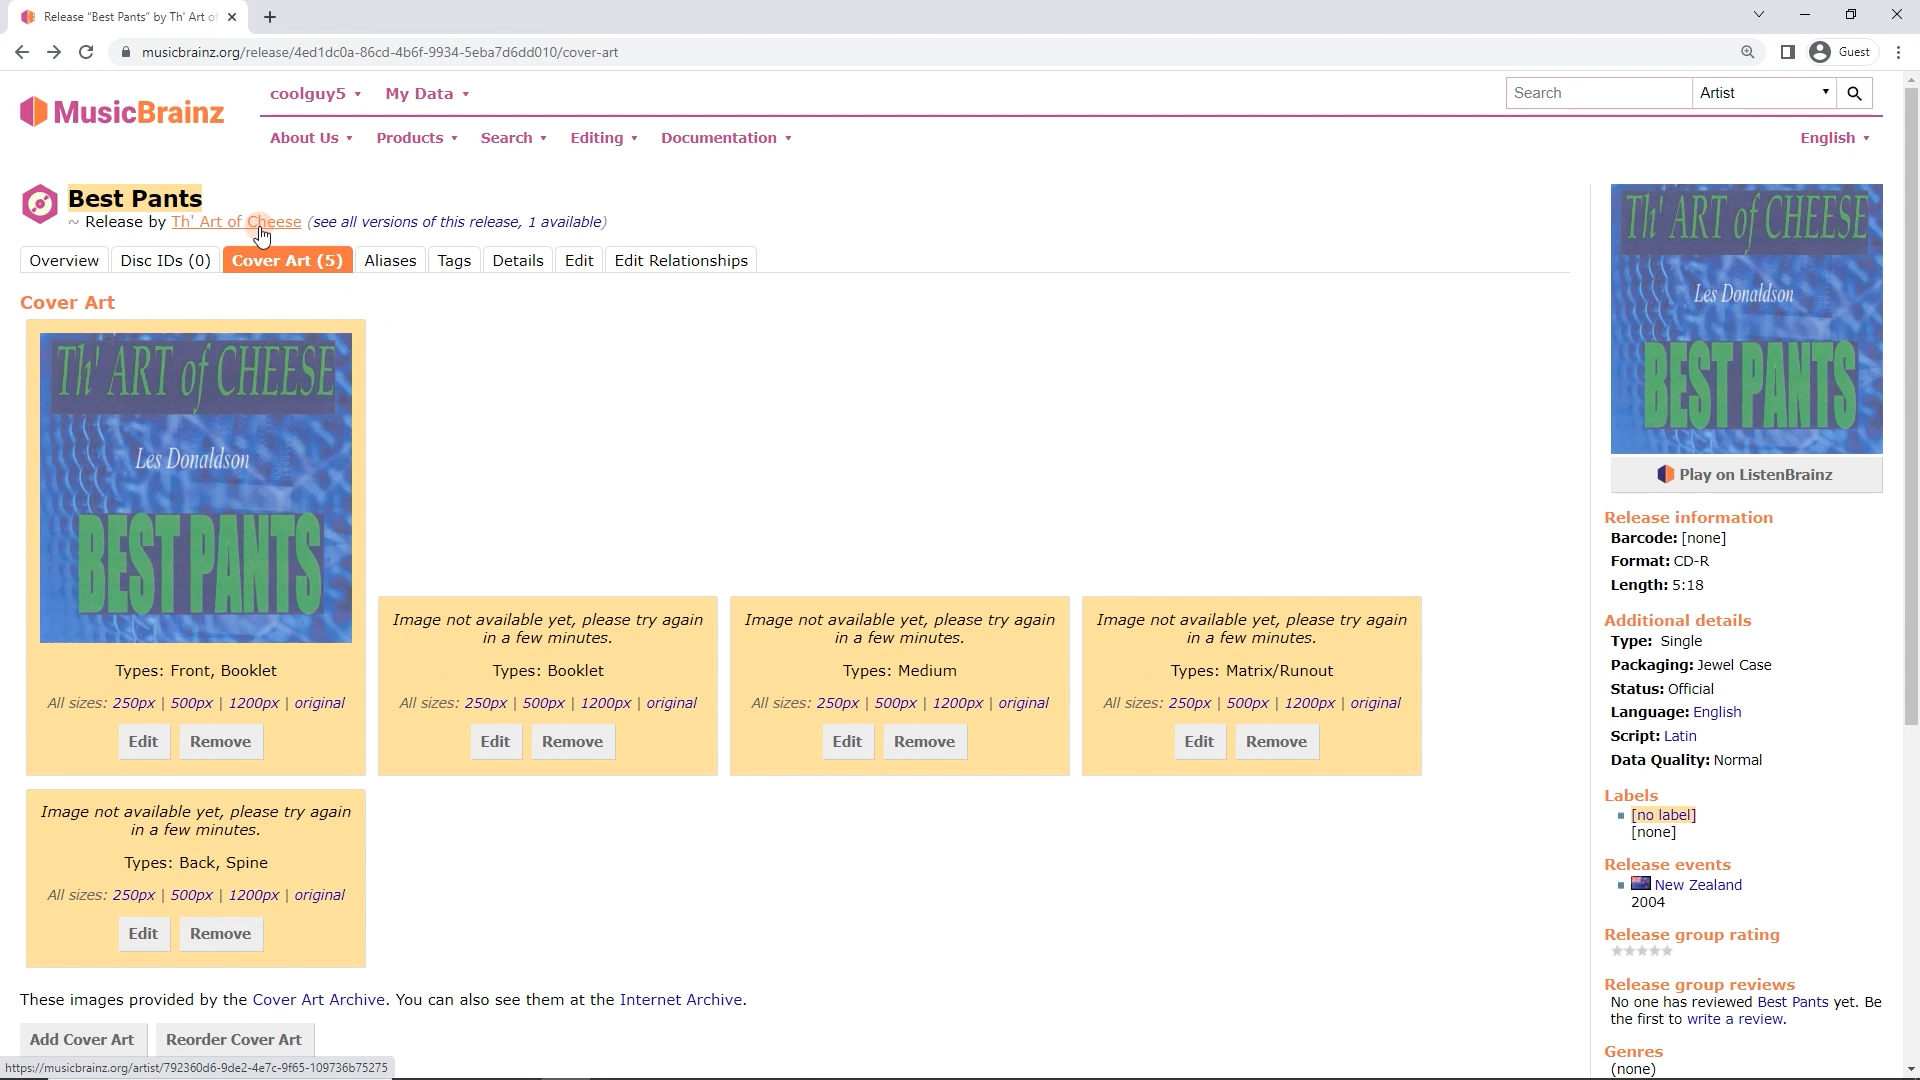 Release "Best Pants" by Th' Art of
musicbrainz.org/release/4ed1dc0a-86cd-4b6f-9934-5eba7d6dd010/cover-art
Guest
MusicBrainz
coolguy5 My Data
Search Artist
About Us Products Search Editing Documentation English
Best Pants
~ Release by Th' Art of Cheese (see all versions of this release, 1 available)
Overview Disc IDs (0) Cover Art (5) Aliases Tags Details Edit Edit Relationships
Cover Art
Th' ART of CHEESE
Les Donaldson
BEST PANTS
Types: Front, Booklet
All sizes: 250px | 500px | 1200px | original
Edit Remove
Image not available yet, please try again
in a few minutes.
Types: Booklet
All sizes: 250px | 500px | 1200px | original
Edit Remove
Image not available yet, please try again
in a few minutes.
Types: Medium
All sizes: 250px | 500px | 1200px | original
Edit Remove
Image not available yet, please try again
in a few minutes.
Types: Matrix/Runout
All sizes: 250px | 500px | 1200px | original
Edit Remove
Image not available yet, please try again
in a few minutes.
Types: Back, Spine
All sizes: 250px | 500px | 1200px | original
Edit Remove
These images provided by the Cover Art Archive. You can also see them at the Internet Archive.
Add Cover Art Reorder Cover Art
https://musicbrainz.org/artist/792360d6-9de2-4e7c-9f65-109736b75275
Th' ART of CHEESE
Les Donaldson
BEST PANTS
Play on ListenBrainz
Release information
Barcode: [none]
Format: CD-R
Length: 5:18
Additional details
Type: Single
Packaging: Jewel Case
Status: Official
Language: English
Script: Latin
Data Quality: Normal
Labels
[no label]
[none]
Release events
New Zealand
2004
Release group rating
Release group reviews
No one has reviewed Best Pants yet. Be
the first to write a review.
Genres
(none)